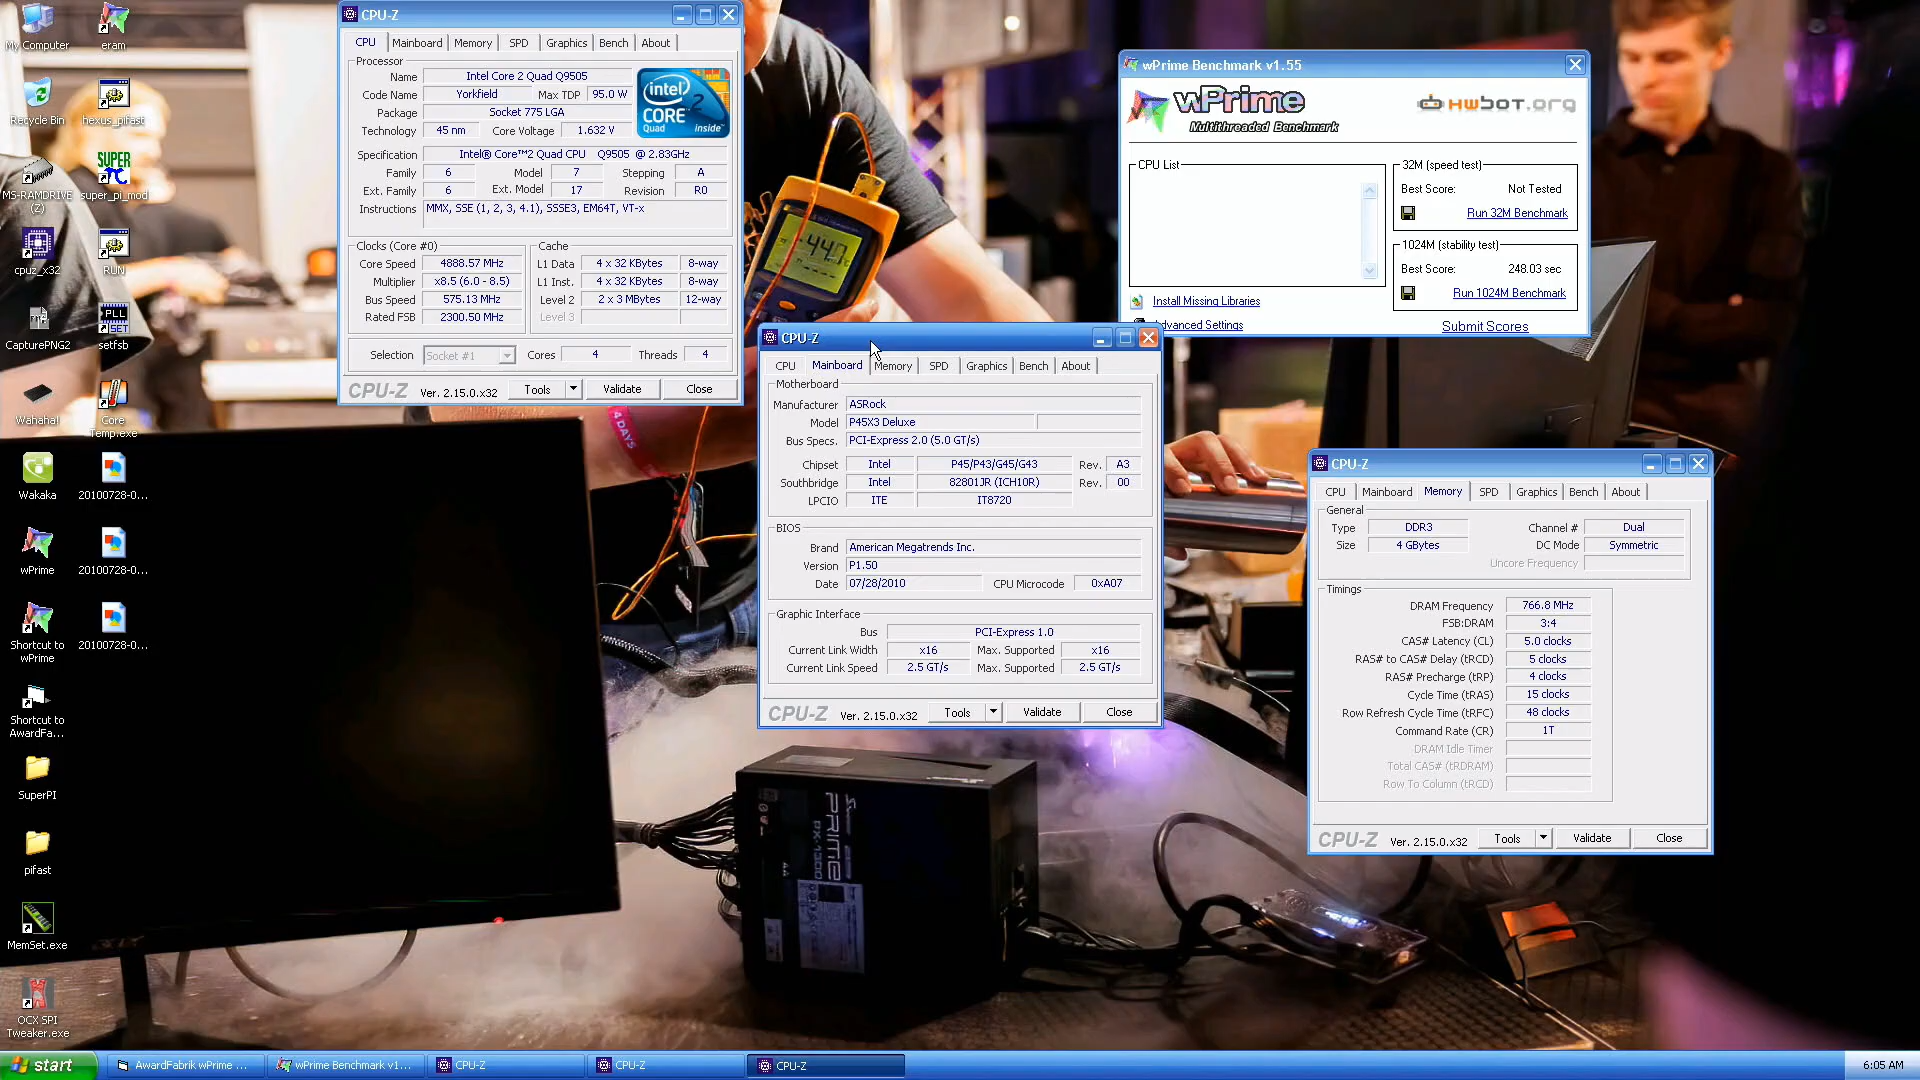 My Computer
eram
Recycle Bin
hexus_pifast
MS-RAMDRIVE (Z)
super_pi_mod
cpuz_x32
RUN
CapturePNG2
setfsb
Wahaha!
Core Temp.exe
Wakaka
20100728-0...
wPrime
20100728-0...
Shortcut to wPrime
20100728-0...
Shortcut to AwardFa...
SuperPI
pifast
MemSet.exe
OCX SPI Tweaker.exe
CPU-Z
CPU Mainboard Memory SPD Graphics Bench About
Processor
Name Intel Core 2 Quad Q9505
Code Name Yorkfield Max TDP 95.0 W
Package Socket 775 LGA
Technology 45 nm Core Voltage 1.632 V
intel CORE 2 Quad inside™
Specification Intel® Core™2 Quad CPU Q9505 @ 2.83GHz
Family 6 Model 7 Stepping A
Ext. Family 6 Ext. Model 17 Revision R0
Instructions MMX, SSE (1, 2, 3, 4.1), SSSE3, EM64T, VT-x
Clocks (Core #0)
Core Speed 4888.57 MHz
Multiplier x8.5 (6.0 - 8.5)
Bus Speed 575.13 MHz
Rated FSB 2300.50 MHz
Cache
L1 Data 4 x 32 KBytes 8-way
L1 Inst. 4 x 32 KBytes 8-way
Level 2 2 x 3 MBytes 12-way
Level 3
Selection Socket #1 Cores 4 Threads 4
CPU-Z Ver. 2.15.0.x32 Tools Validate Close
wPrime Benchmark v1.55
wPrime
Multithreaded Benchmark
HWBOT.ORG
CPU List
32M (speed test)
Best Score: Not Tested
Run 32M Benchmark
1024M (stability test)
Best Score: 248.03 sec
Run 1024M Benchmark
Install Missing Libraries
Advanced Settings
Submit Scores
CPU-Z
CPU Mainboard Memory SPD Graphics Bench About
Motherboard
Manufacturer ASRock
Model P45X3 Deluxe
Bus Specs. PCI-Express 2.0 (5.0 GT/s)
Chipset Intel P45/P43/G45/G43 Rev. A3
Southbridge Intel 82801JR (ICH10R) Rev. 00
LPCIO ITE IT8720
BIOS
Brand American Megatrends Inc.
Version P1.50
Date 07/28/2010 CPU Microcode 0xA07
Graphic Interface
Bus PCI-Express 1.0
Current Link Width x16 Max. Supported x16
Current Link Speed 2.5 GT/s Max. Supported 2.5 GT/s
CPU-Z Ver. 2.15.0.x32 Tools Validate Close
CPU-Z
CPU Mainboard Memory SPD Graphics Bench About
General
Type DDR3 Channel # Dual
Size 4 GBytes DC Mode Symmetric
Uncore Frequency
Timings
DRAM Frequency 766.8 MHz
FSB:DRAM 3:4
CAS# Latency (CL) 5.0 clocks
RAS# to CAS# Delay (tRCD) 5 clocks
RAS# Precharge (tRP) 4 clocks
Cycle Time (tRAS) 15 clocks
Row Refresh Cycle Time (tRFC) 48 clocks
Command Rate (CR) 1T
DRAM Idle Timer
Total CAS# (tRDRAM)
Row To Column (tRCD)
CPU-Z Ver. 2.15.0.x32 Tools Validate Close
4 DAYS
PRIME
PX-1300
start
AwardFabrik wPrime ...
wPrime Benchmark v1...
CPU-Z
CPU-Z
CPU-Z
6:05 AM